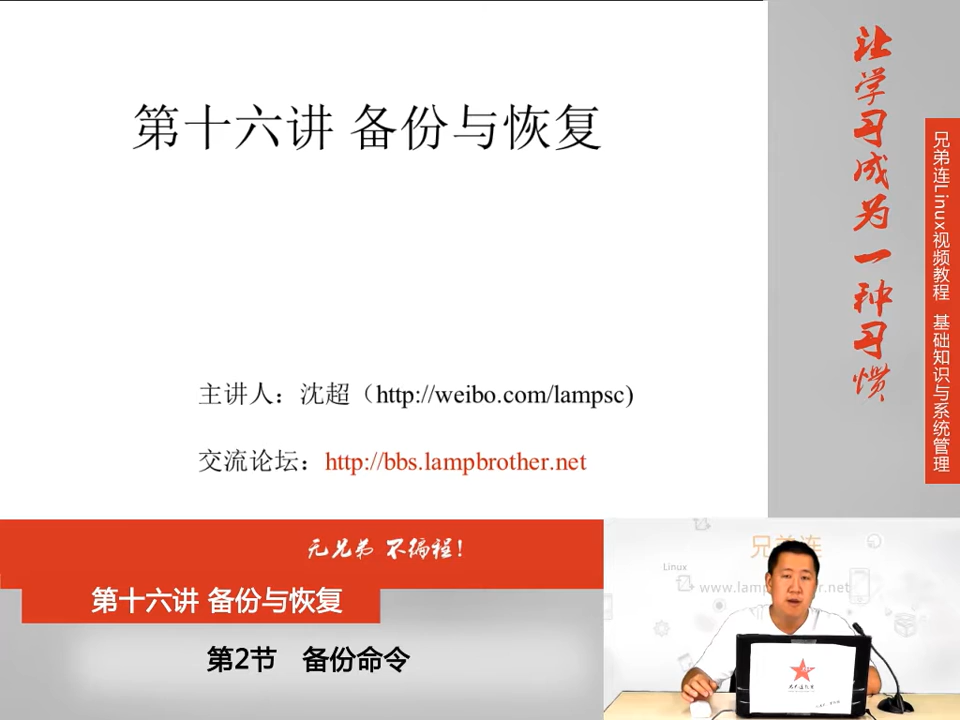 第十六讲 备份与恢复
主讲人：沈超（http://weibo.com/lampsc)
交流论坛：http://bbs.lampbrother.net
让学习成为一种习惯
兄弟连Linux视频教程 基础知识与系统管理
无兄弟 不编程！
第十六讲 备份与恢复
第2节 备份命令
兄弟连
Linux